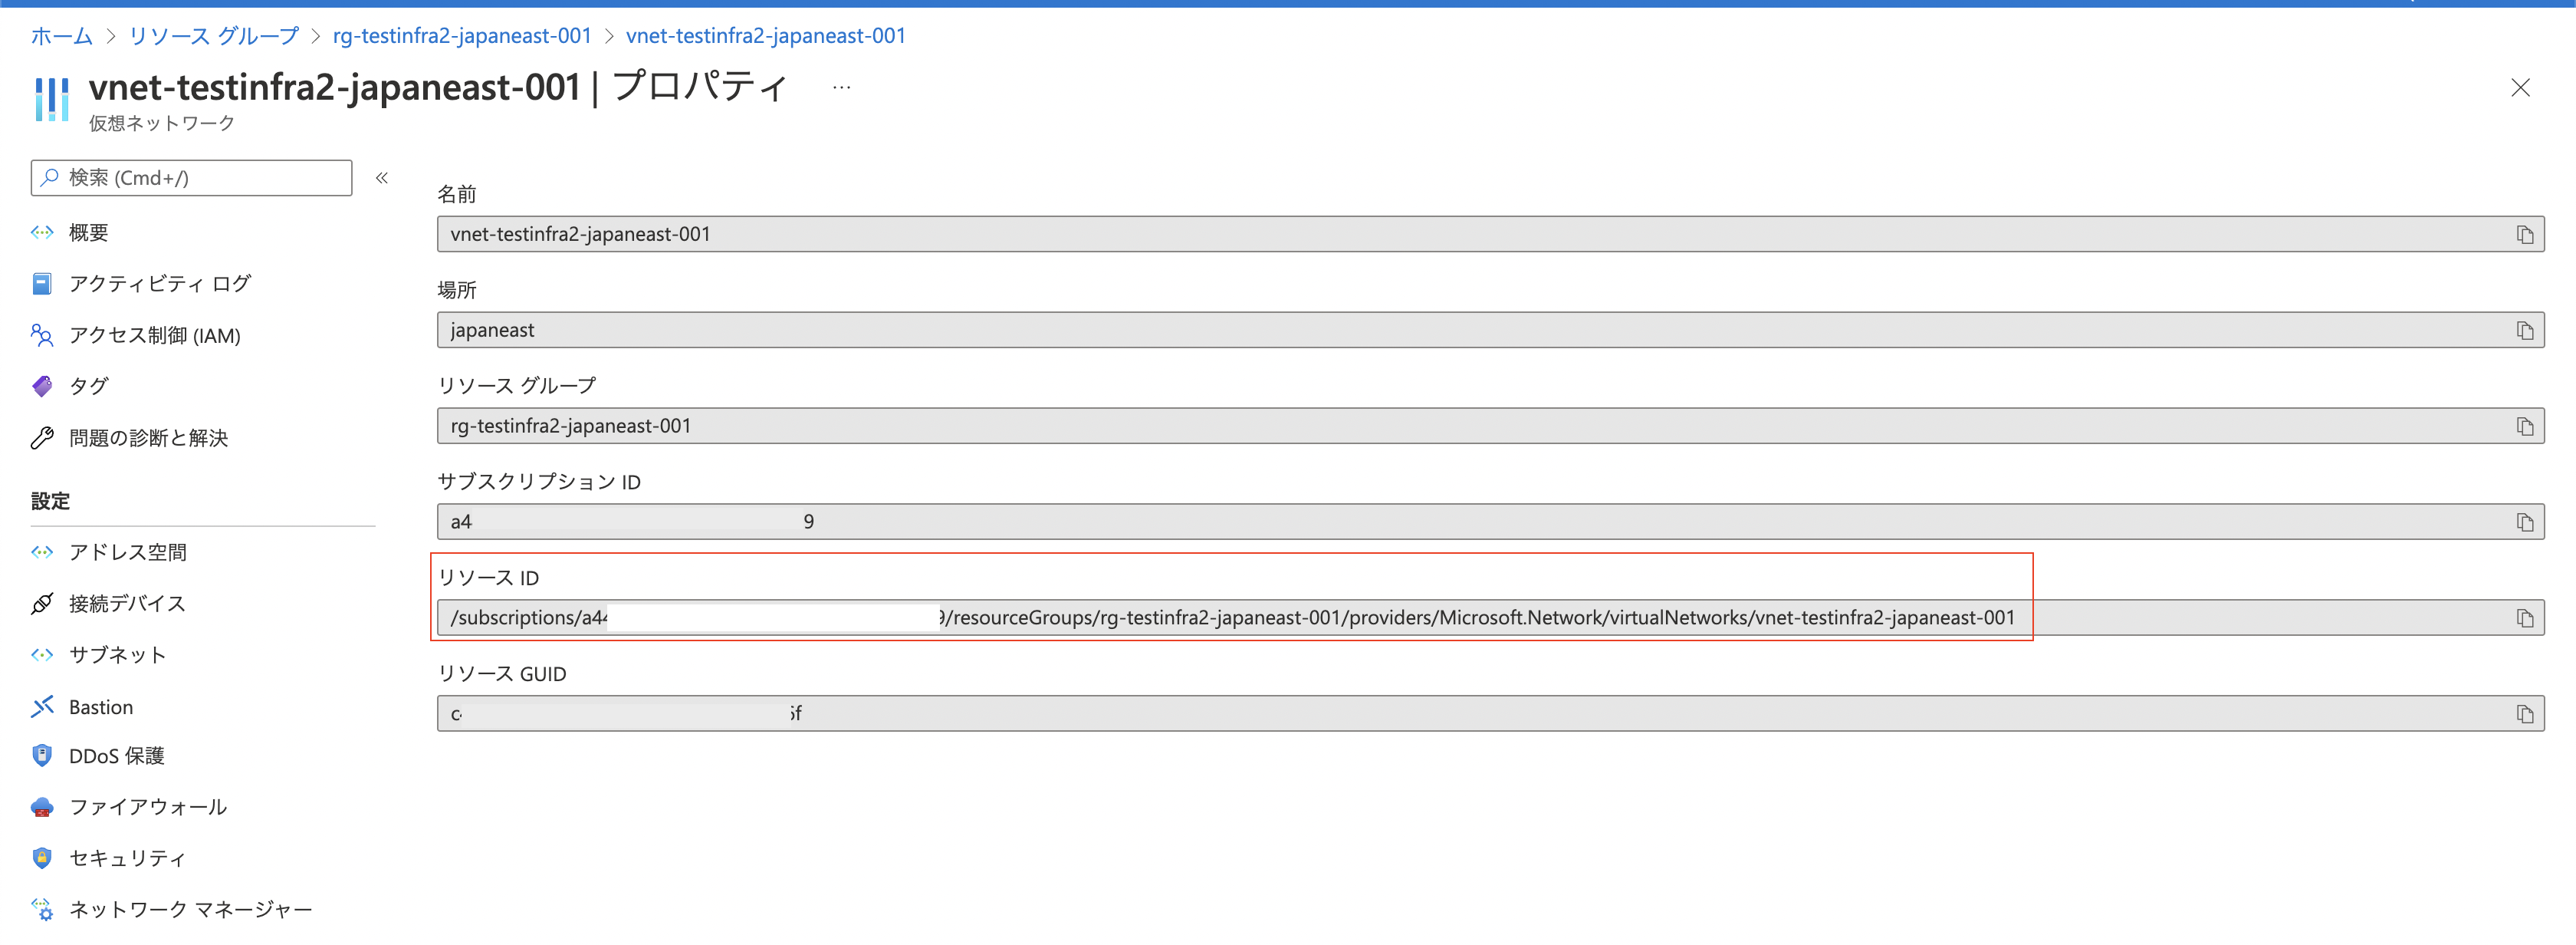 ホーム > リソース グループ > rg-testinfra2-japaneast-001 > vnet-testinfra2-japaneast-001
vnet-testinfra2-japaneast-001 | プロパティ ...
仮想ネットワーク
検索 (Cmd+/) «
概要
アクティビティ ログ
アクセス制御 (IAM)
タグ
問題の診断と解決
設定
アドレス空間
接続デバイス
サブネット
Bastion
DDoS 保護
ファイアウォール
セキュリティ
ネットワーク マネージャー
名前
vnet-testinfra2-japaneast-001
場所
japaneast
リソース グループ
rg-testinfra2-japaneast-001
サブスクリプション ID
a4 9
リソース ID
/subscriptions/a44 9/resourceGroups/rg-testinfra2-japaneast-001/providers/Microsoft.Network/virtualNetworks/vnet-testinfra2-japaneast-001
リソース GUID
c f